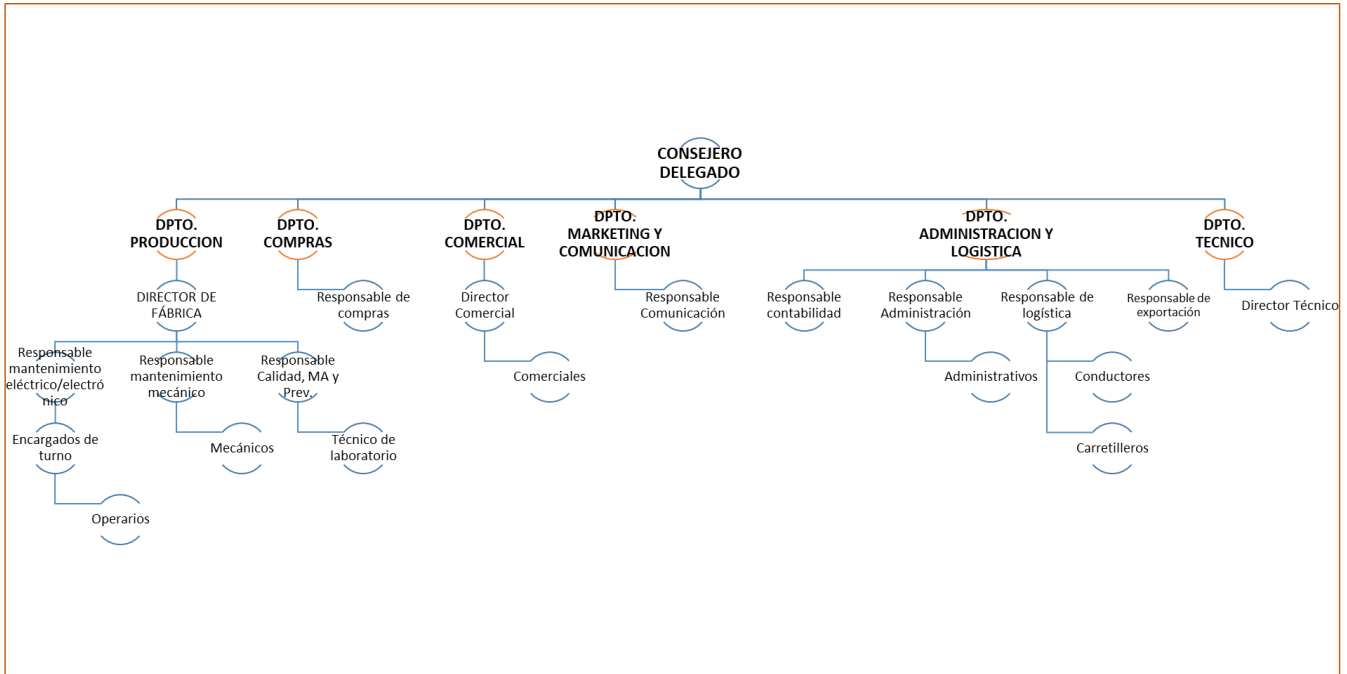 CONSEJERO
DELEGADO
DPTO.
PRODUCCION
DPTO.
COMPRAS
DPTO.
COMERCIAL
DPTO.
MARKETING Y
COMUNICACION
DPTO.
ADMINISTRACION Y
LOGISTICA
DPTO.
TECNICO
DIRECTOR DE
FÁBRICA
Responsable de
compras
Director
Comercial
Responsable
Comunicación
Responsable
contabilidad
Responsable
Administración
Responsable de
logística
Responsable de
exportación
Director Técnico
Responsable
mantenimiento
eléctrico/electró
nico
Responsable
mantenimiento
mecánico
Responsable
Calidad, MA y
Prev.
Comerciales
Administrativos
Conductores
Encargados de
turno
Mecánicos
Técnico de
laboratorio
Carretilleros
Operarios